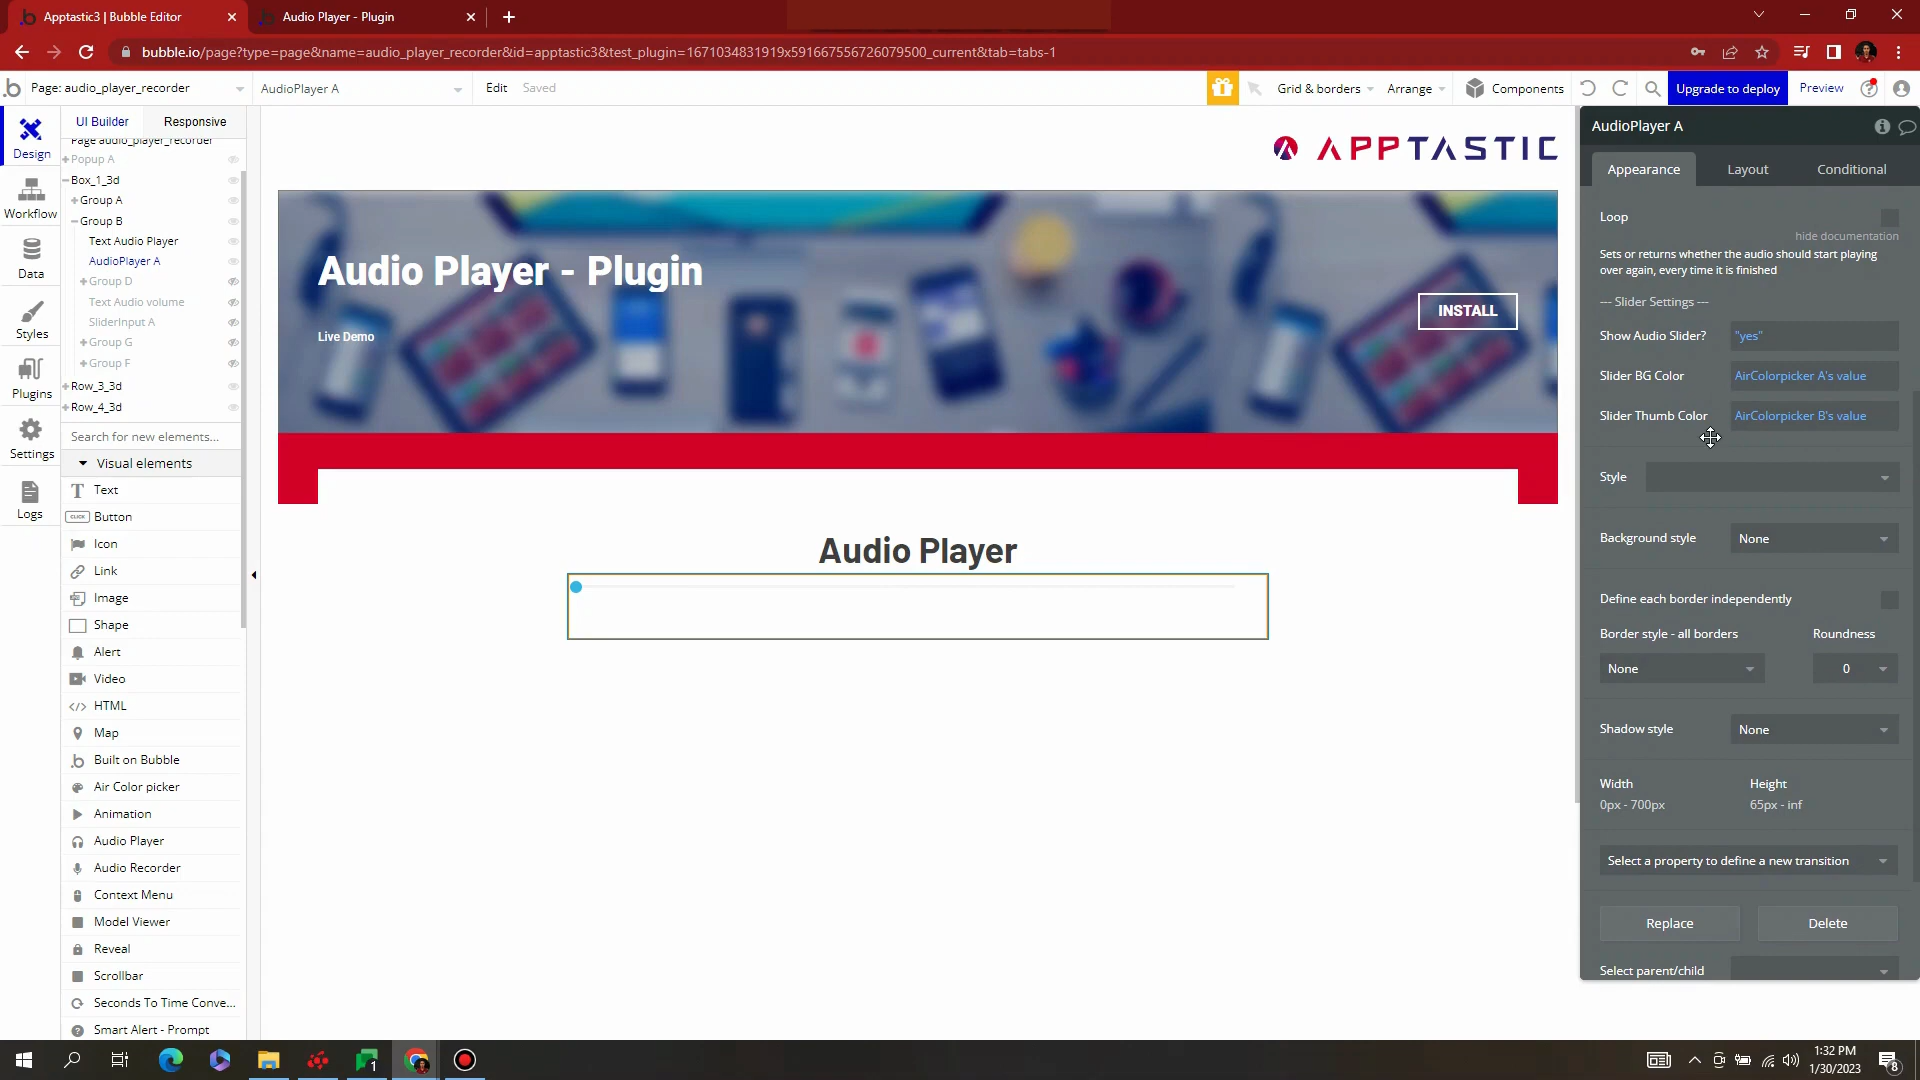 Apptastic3 | Bubble Editor
Audio Player - Plugin
bubble.io/page?type=page&name=audio_player_recorder&id=apptastic3&test_plugin=1671034831919x591667556726079500_current&tab=tabs-1
Page: audio_player_recorder
AudioPlayer A
Edit
Saved
Grid & borders
Arrange
Components
Upgrade to deploy
Preview
Design
Workflow
Data
Styles
Plugins
Settings
Logs
UI Builder
Responsive
Page audio_player_recorder
Popup A
Box_1_3d
Group A
Group B
Text Audio Player
AudioPlayer A
Group D
Text Audio volume
SliderInput A
Group G
Group F
Row_3_3d
Row_4_3d
Search for new elements...
Visual elements
Text
Button
CLICK
Icon
Link
Image
Shape
Alert
Video
HTML
Map
Built on Bubble
Air Color picker
Animation
Audio Player
Audio Recorder
Context Menu
Model Viewer
Reveal
Scrollbar
Seconds To Time Conve...
Smart Alert - Prompt
APPTASTIC
Audio Player - Plugin
Live Demo
INSTALL
Audio Player
AudioPlayer A
Appearance
Layout
Conditional
Loop
hide documentation
Sets or returns whether the audio should start playing
over again, every time it is finished
--- Slider Settings ---
Show Audio Slider?
"yes"
Slider BG Color
AirColorpicker A's value
Slider Thumb Color
AirColorpicker B's value
Style
Background style
None
Define each border independently
Border style - all borders
Roundness
None
0
Shadow style
None
Width
Height
0px - 700px
65px - inf
Select a property to define a new transition
Replace
Delete
Select parent/child
1
1:32 PM
1/30/2023
8